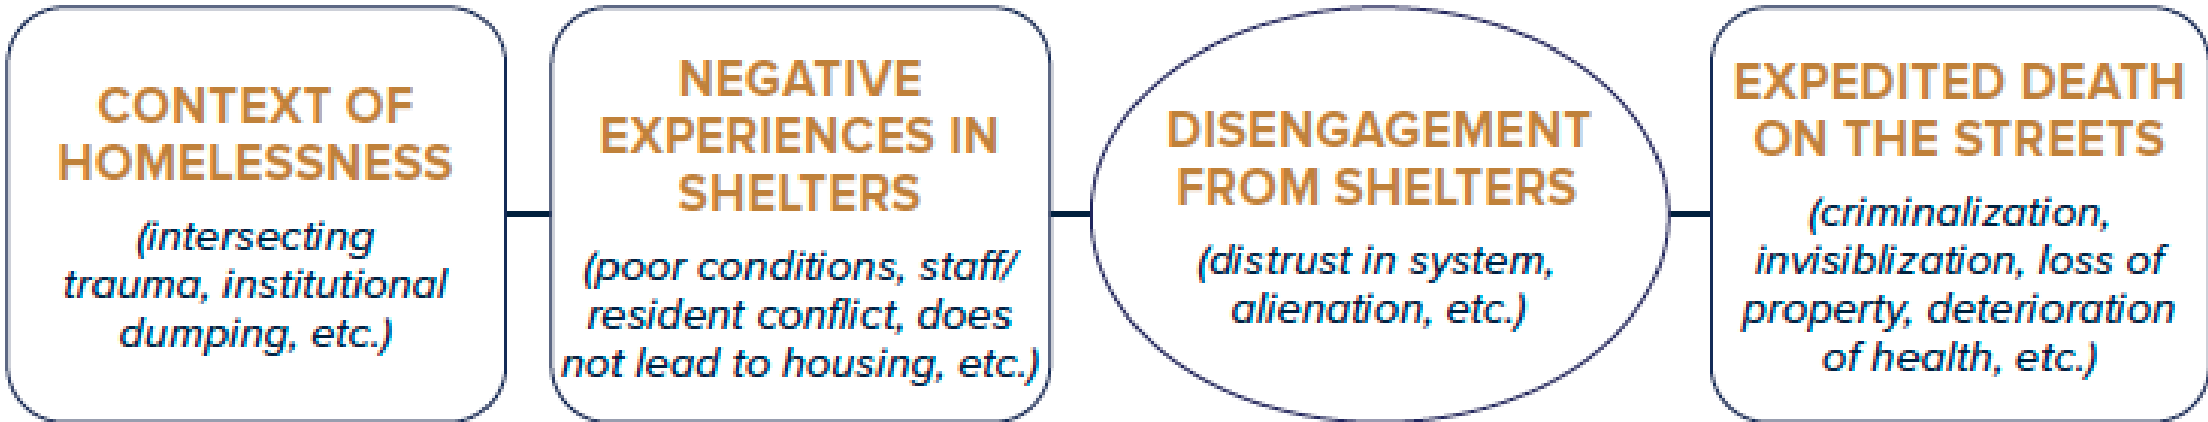 CONTEXT OF
HOMELESSNESS
(intersecting
trauma, institutional
dumping, etc.)
NEGATIVE
EXPERIENCES IN
SHELTERS
(poor conditions, staff/
resident conflict, does
not lead to housing, etc.)
DISENGAGEMENT
FROM SHELTERS
(distrust in system,
alienation, etc.)
EXPEDITED DEATH
ON THE STREETS
(criminalization,
invisiblization, loss of
property, deterioration
of health, etc.)